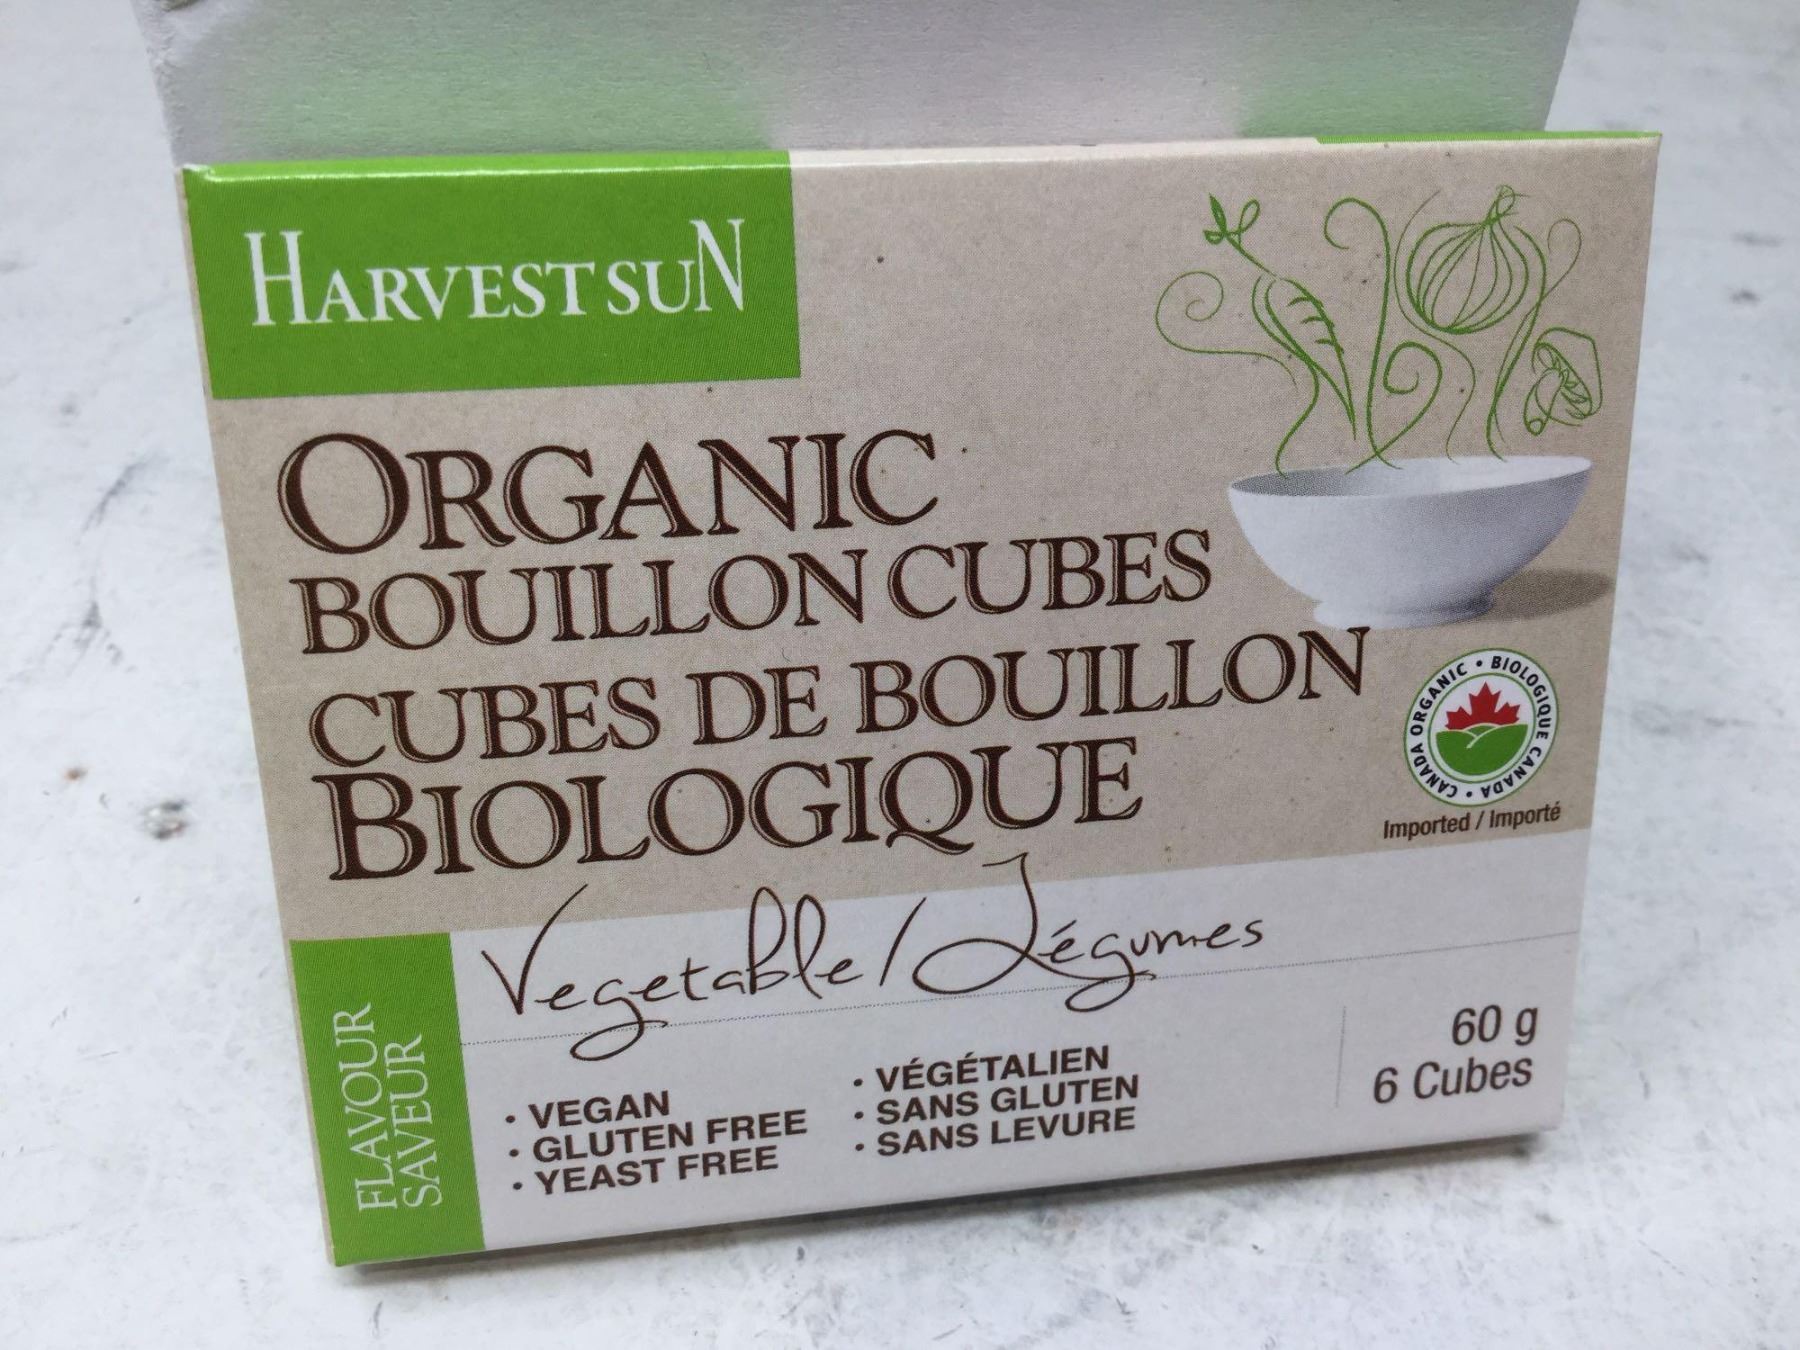 HARVEST SUN
ORGANIC
BOUILLON CUBES
CUBES DE BOUILLON
BIOLOGIQUE
CANADA ORGANIC • BIOLOGIQUE CANADA •
Imported / Importé
Vegetable / Légumes
FLAVOUR
SAVEUR
• VEGAN
• GLUTEN FREE
• YEAST FREE
• VÉGÉTALIEN
• SANS GLUTEN
• SANS LEVURE
60 g
6 Cubes